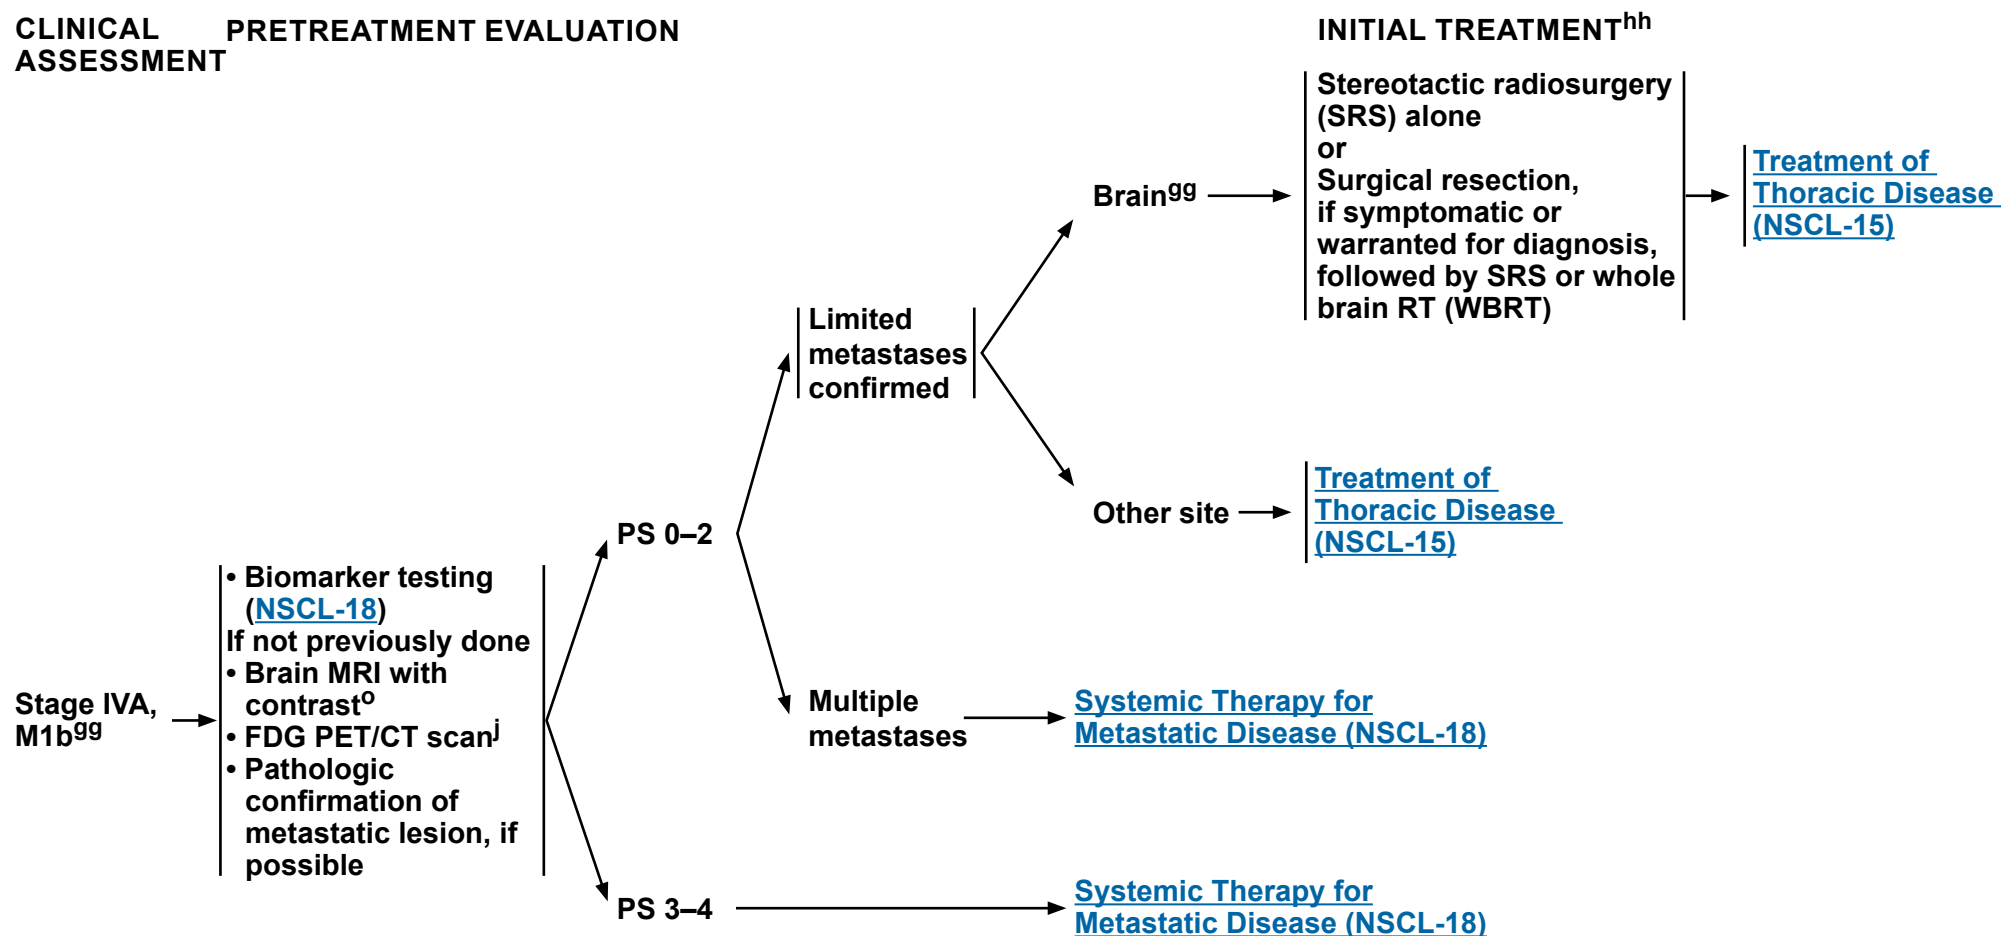 CLINICAL
ASSESSMENT
PRETREATMENT EVALUATION
INITIAL TREATMENThh
Stage IVA,
M1bgg
• Biomarker testing
(NSCL-18)
If not previously done
• Brain MRI with
contrasto
• FDG PET/CT scanj
• Pathologic
confirmation of
metastatic lesion, if
possible
PS 0–2
Limited
metastases
confirmed
Braingg
Stereotactic radiosurgery
(SRS) alone
or
Surgical resection,
if symptomatic or
warranted for diagnosis,
followed by SRS or whole
brain RT (WBRT)
Treatment of
Thoracic Disease
(NSCL-15)
Other site
Treatment of
Thoracic Disease
(NSCL-15)
Multiple
metastases
Systemic Therapy for
Metastatic Disease (NSCL-18)
PS 3–4
Systemic Therapy for
Metastatic Disease (NSCL-18)